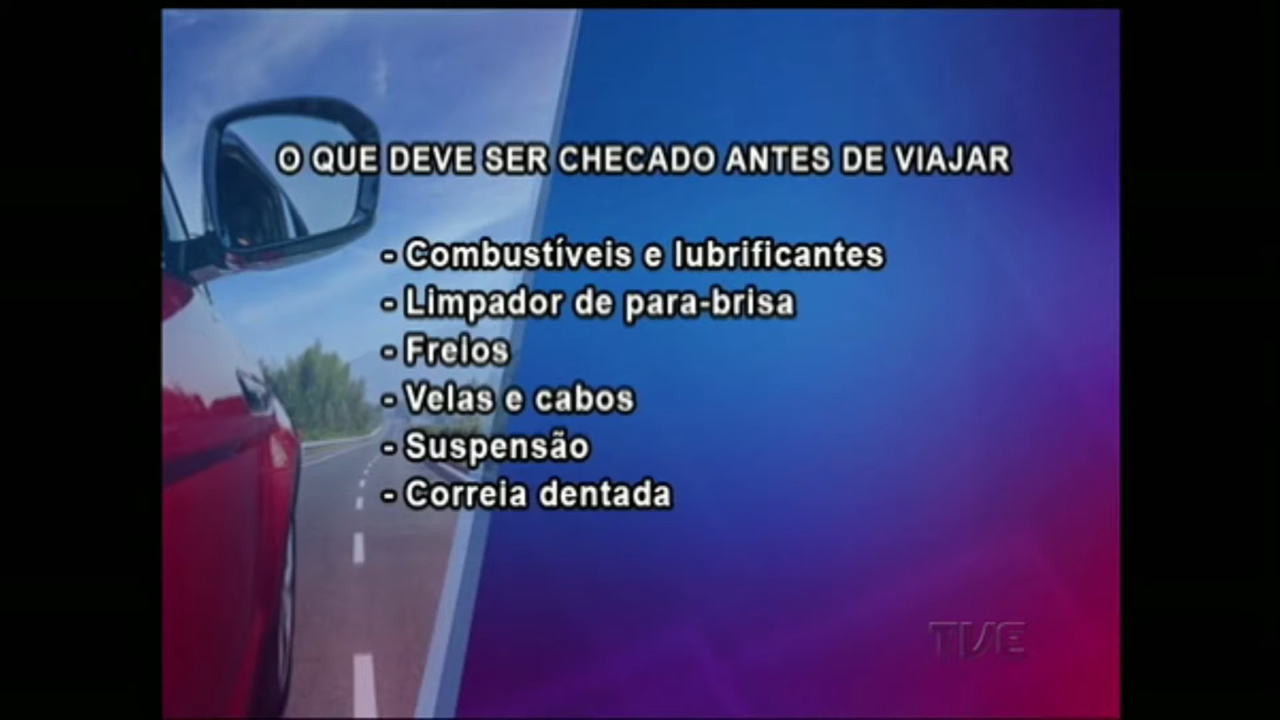 O QUE DEVE SER CHECADO ANTES DE VIAJAR
- Combustíveis e lubrificantes
- Limpador de para-brisa
- Freios
- Velas e cabos
- Suspensão
- Correia dentada
TVE